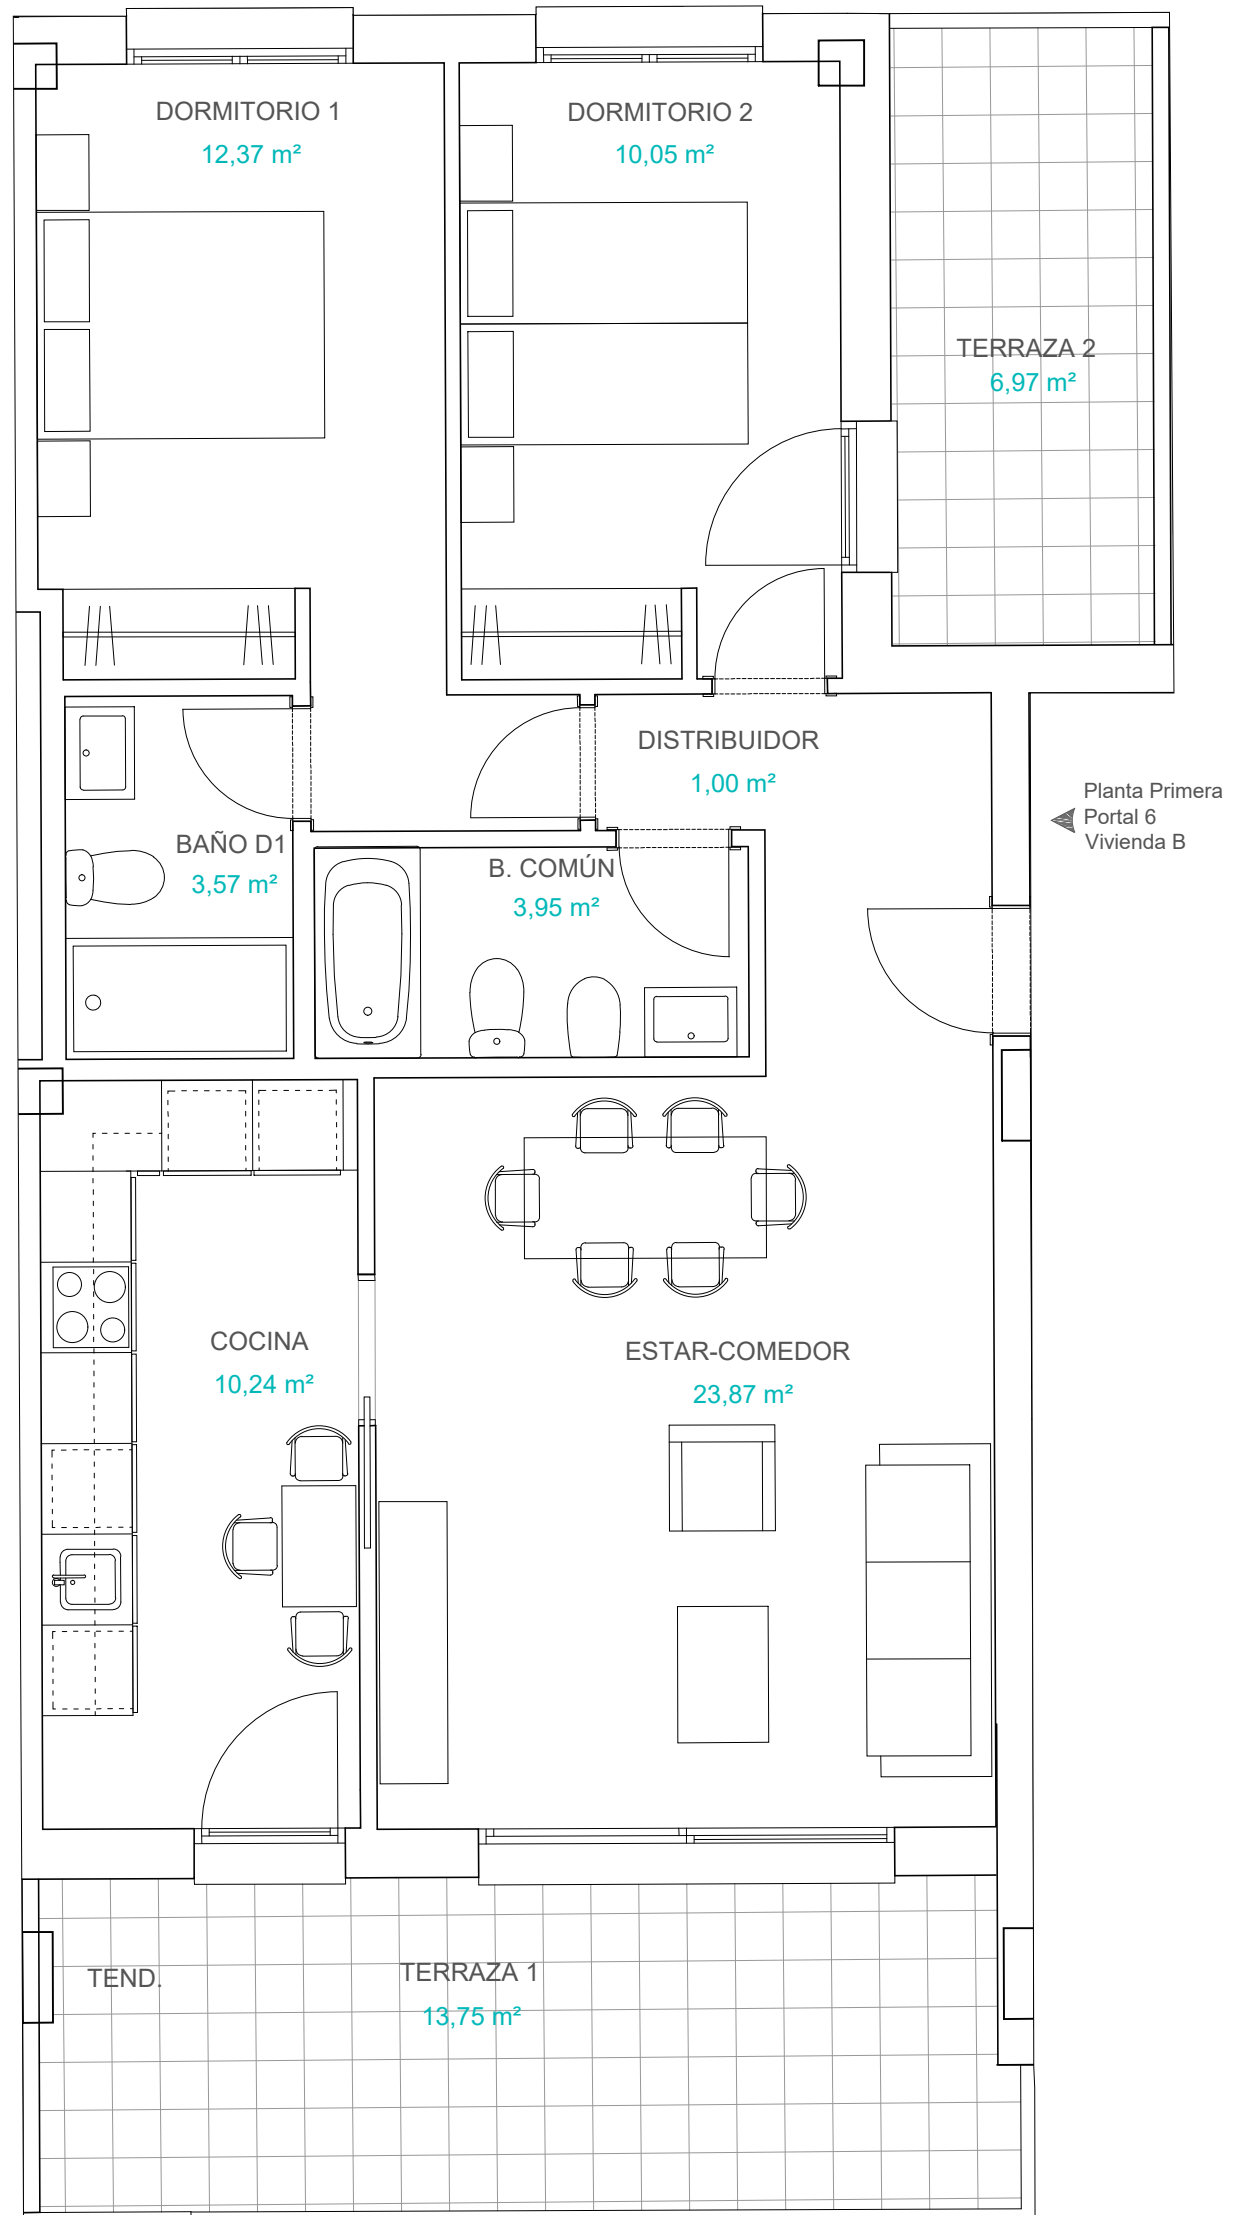 DORMITORIO 1
12,37 m²
DORMITORIO 2
10,05 m²
TERRAZA 2
6,97 m²
DISTRIBUIDOR
1,00 m²
Planta Primera
Portal 6
Vivienda B
BAÑO D1
3,57 m²
B. COMÚN
3,95 m²
COCINA
10,24 m²
ESTAR-COMEDOR
23,87 m²
TEND.
TERRAZA 1
13,75 m²